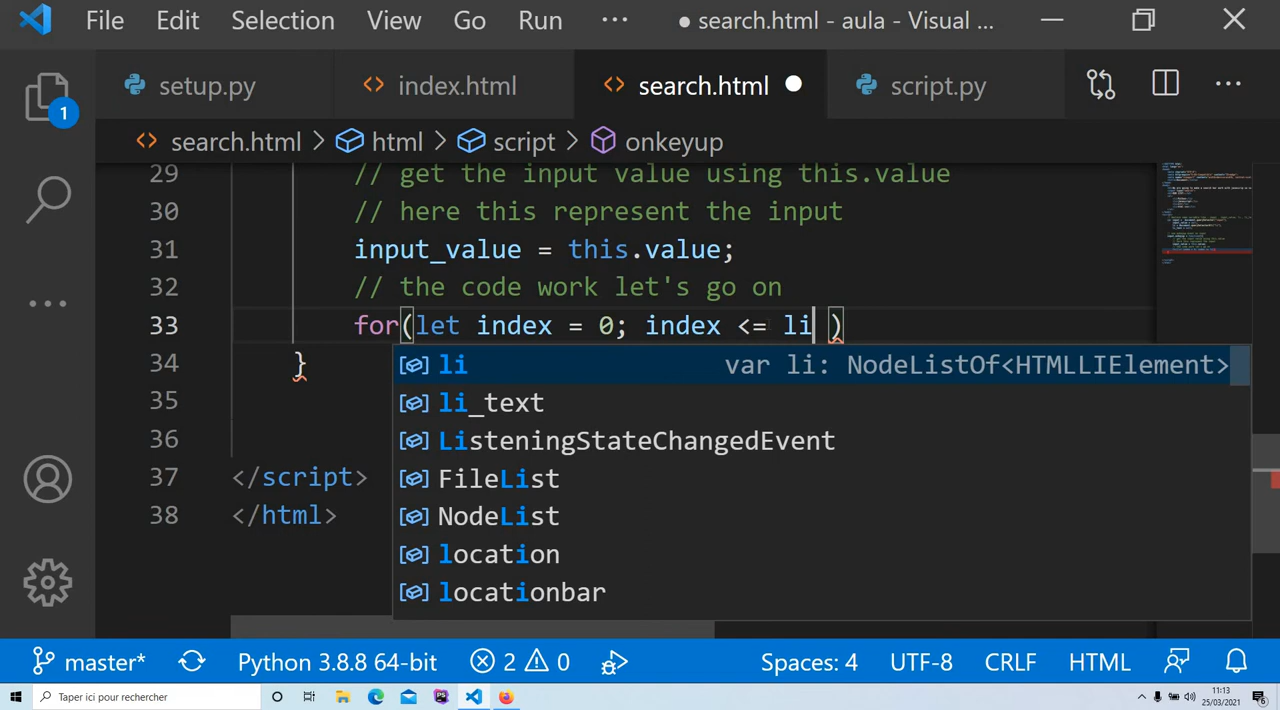 File Edit Selection View Go Run ··· ● search.html - aula - Visual ...
setup.py index.html search.html script.py ···
1
search.html > html > script > onkeyup
29 // get the input value using this.value
30 // here this represent the input
31 input_value = this.value;
32 // the code work let's go on
33 for(let index = 0; index <= li )
34 }
li var li: NodeListOf<HTMLLIElement>
35
li_text
36
ListeningStateChangedEvent
37 </script>
FileList
38 </html>
NodeList
location
locationbar
master* Python 3.8.8 64-bit 2 0 Spaces: 4 UTF-8 CRLF HTML
Taper ici pour rechercher
11:13
25/03/2021
6